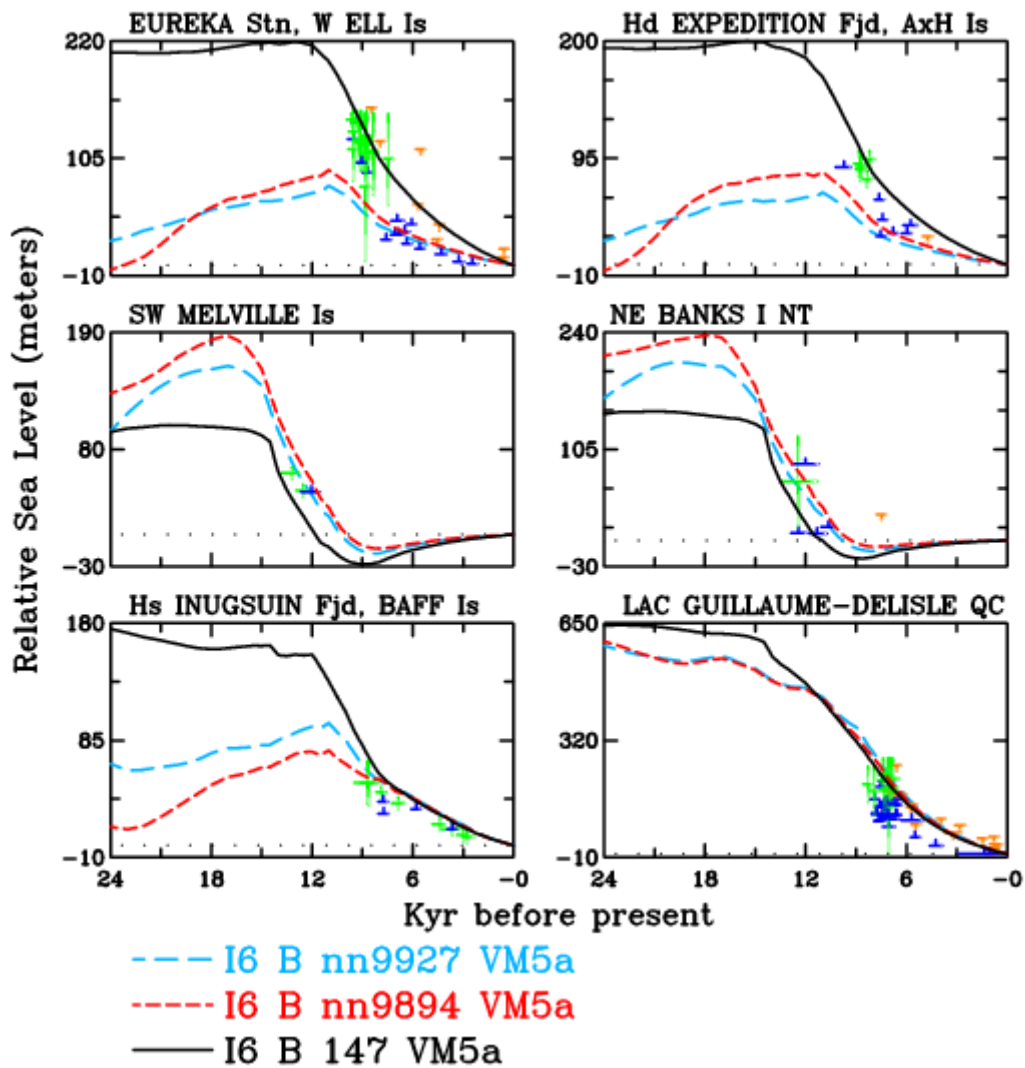 EUREKA Stn, W ELL Is
Hd EXPEDITION Fjd, AxH Is
220
105
-10
200
95
-10
SW MELVILLE Is
NE BANKS I NT
190
80
-30
240
105
-30
Hs INUGSUIN Fjd, BAFF Is
LAC GUILLAUME-DELISLE QC
180
85
-10
650
320
-10
24 18 12 6 -0
24 18 12 6 -0
Relative Sea Level (meters)
Kyr before present
I6 B nn9927 VM5a
I6 B nn9894 VM5a
I6 B 147 VM5a